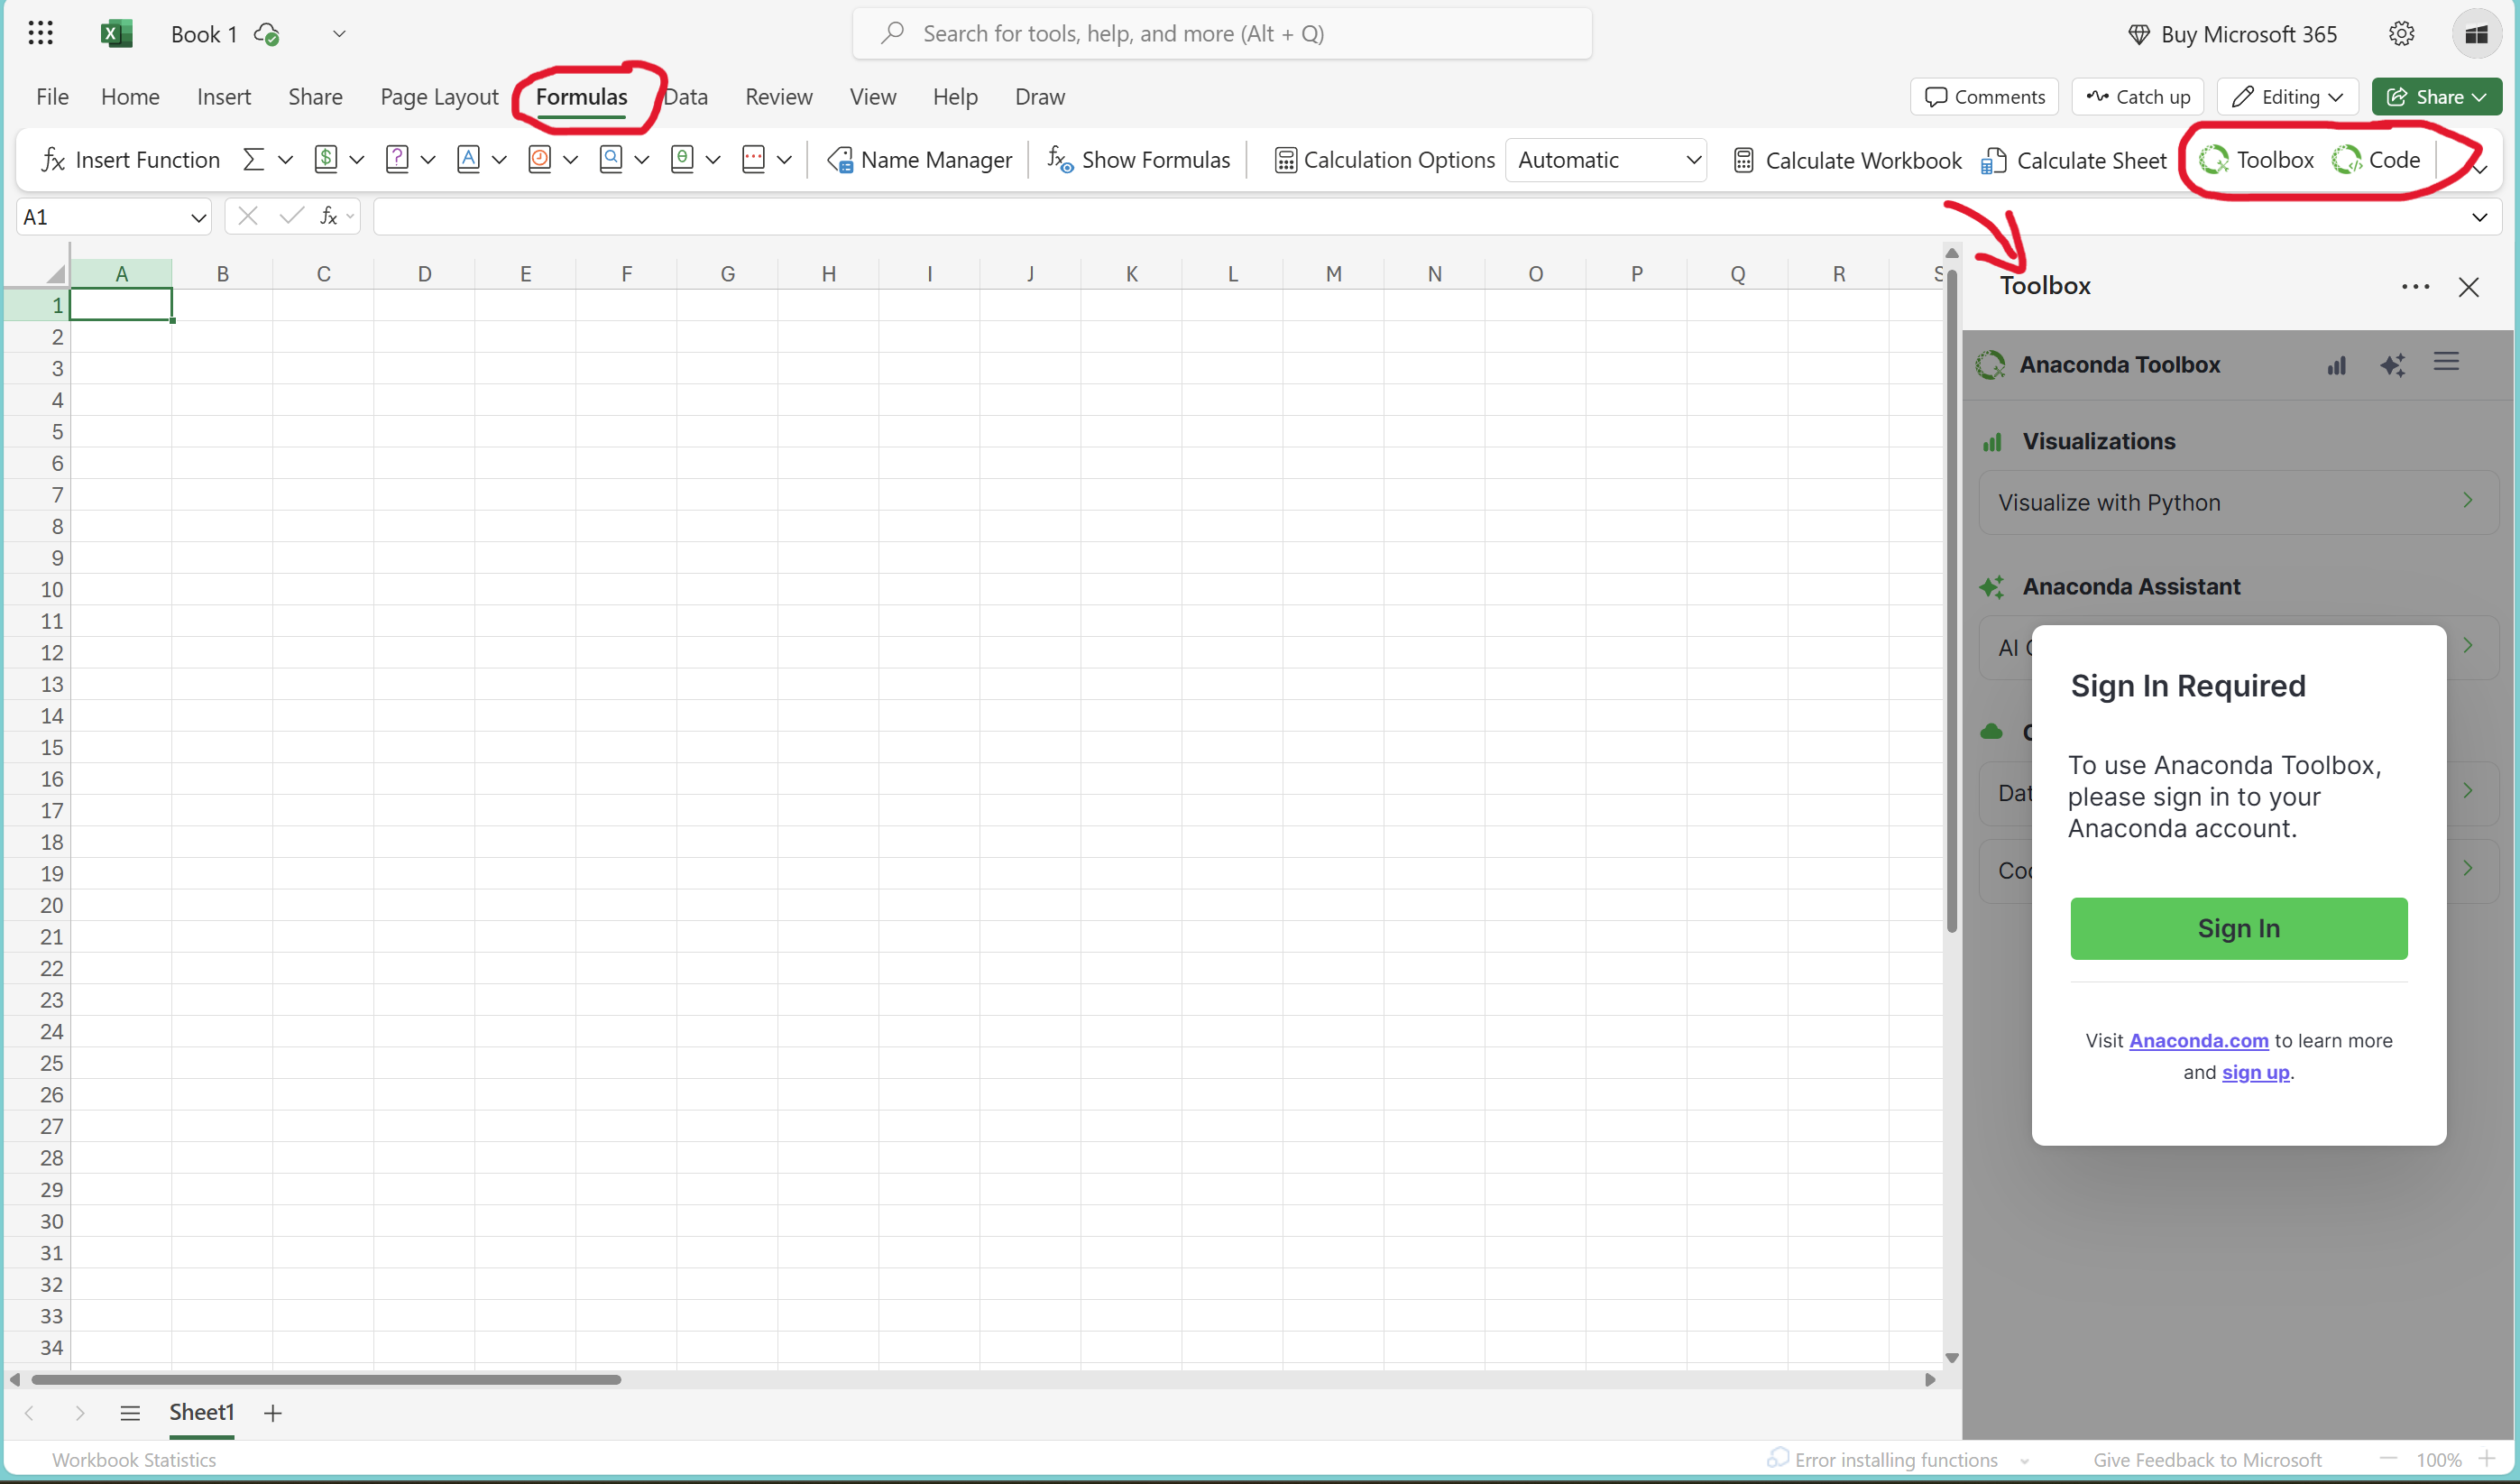 Book 1
Search for tools, help, and more (Alt + Q)
Buy Microsoft 365
File Home Insert Share Page Layout Formulas Data Review View Help Draw
Comments Catch up Editing Share
Insert Function Name Manager Show Formulas Calculation Options Automatic Calculate Workbook Calculate Sheet Toolbox Code
A1
A B C D E F G H I J K L M N O P Q R S
1
2
3
4
5
6
7
8
9
10
11
12
13
14
15
16
17
18
19
20
21
22
23
24
25
26
27
28
29
30
31
32
33
34
Toolbox
Anaconda Toolbox
Visualizations
Visualize with Python
Anaconda Assistant
AI
Sign In Required
To use Anaconda Toolbox,
please sign in to your
Anaconda account.
Sign In
Visit Anaconda.com to learn more
and sign up.
Sheet1
Workbook Statistics
Error installing functions
Give Feedback to Microsoft
100%